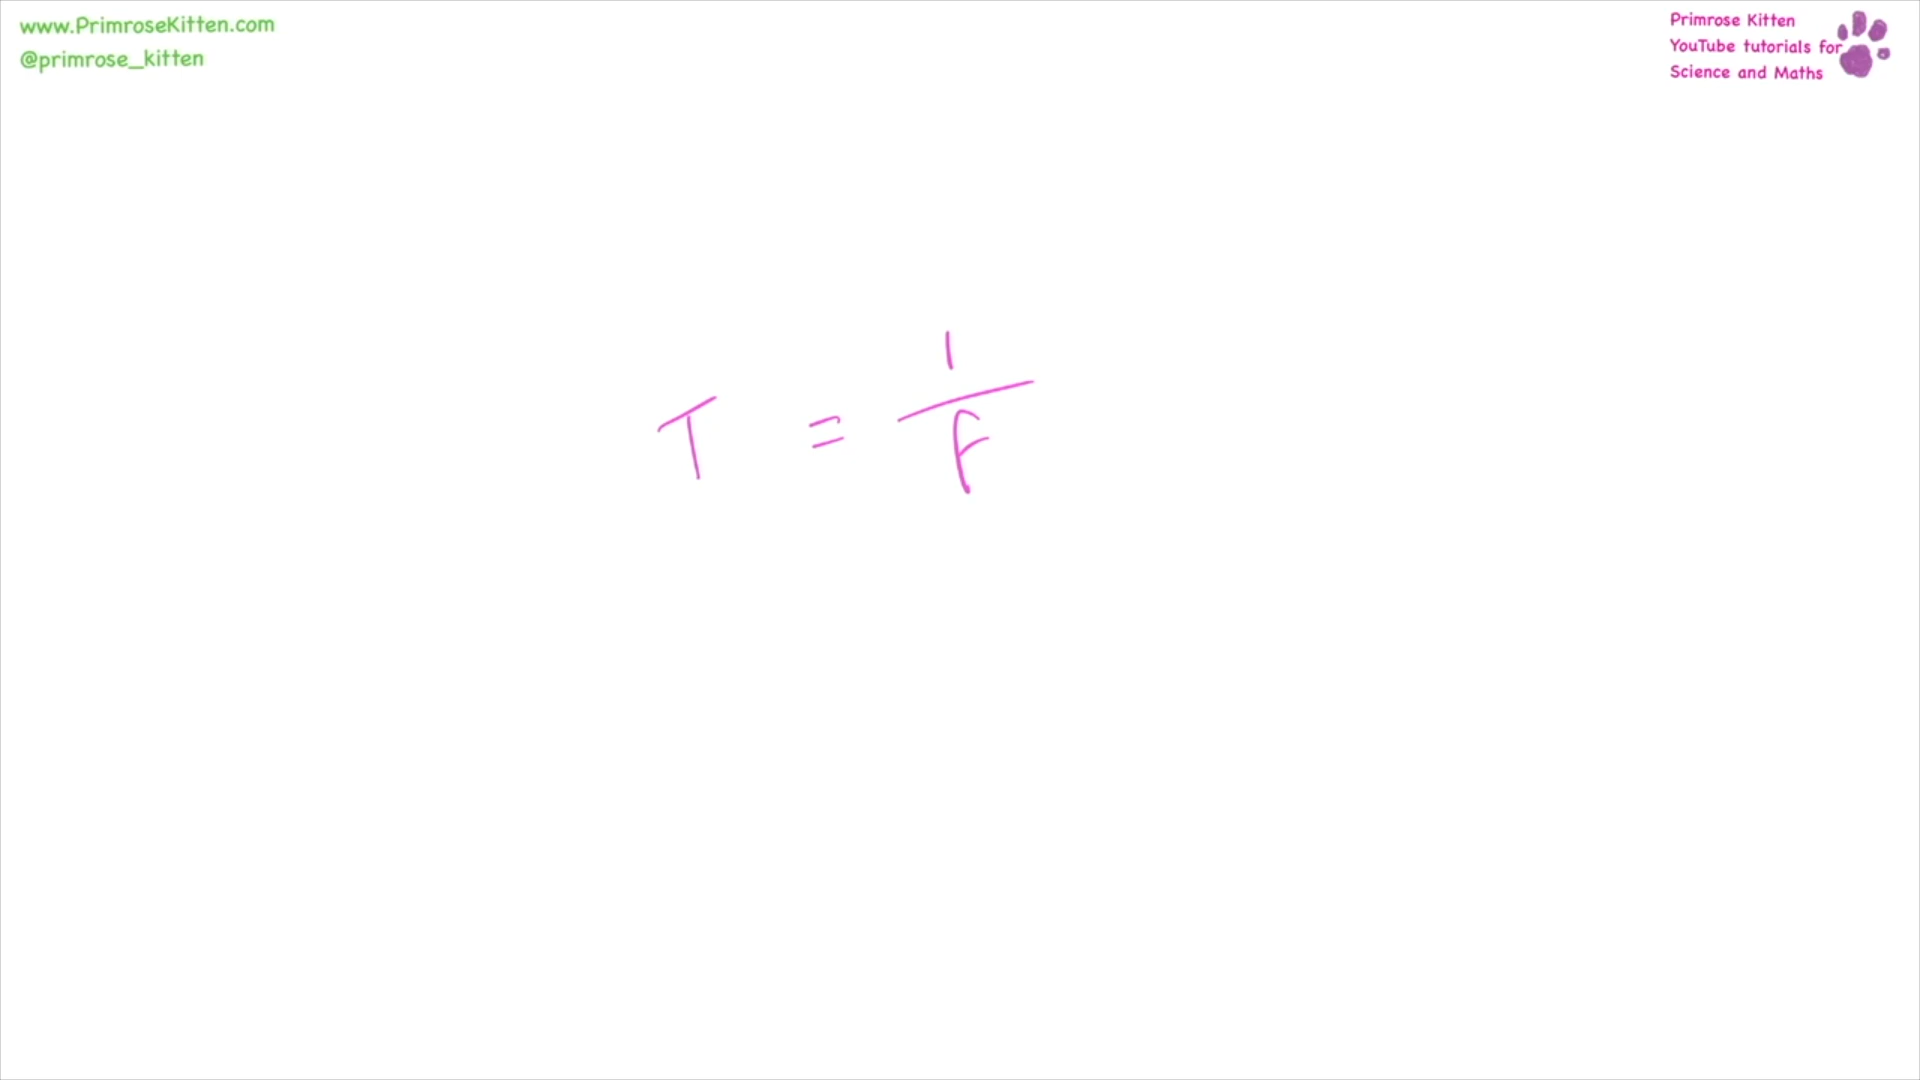 www.PrimroseKitten.com
@primrose_kitten
Primrose Kitten
YouTube tutorials for
Science and Maths
T = 1/F